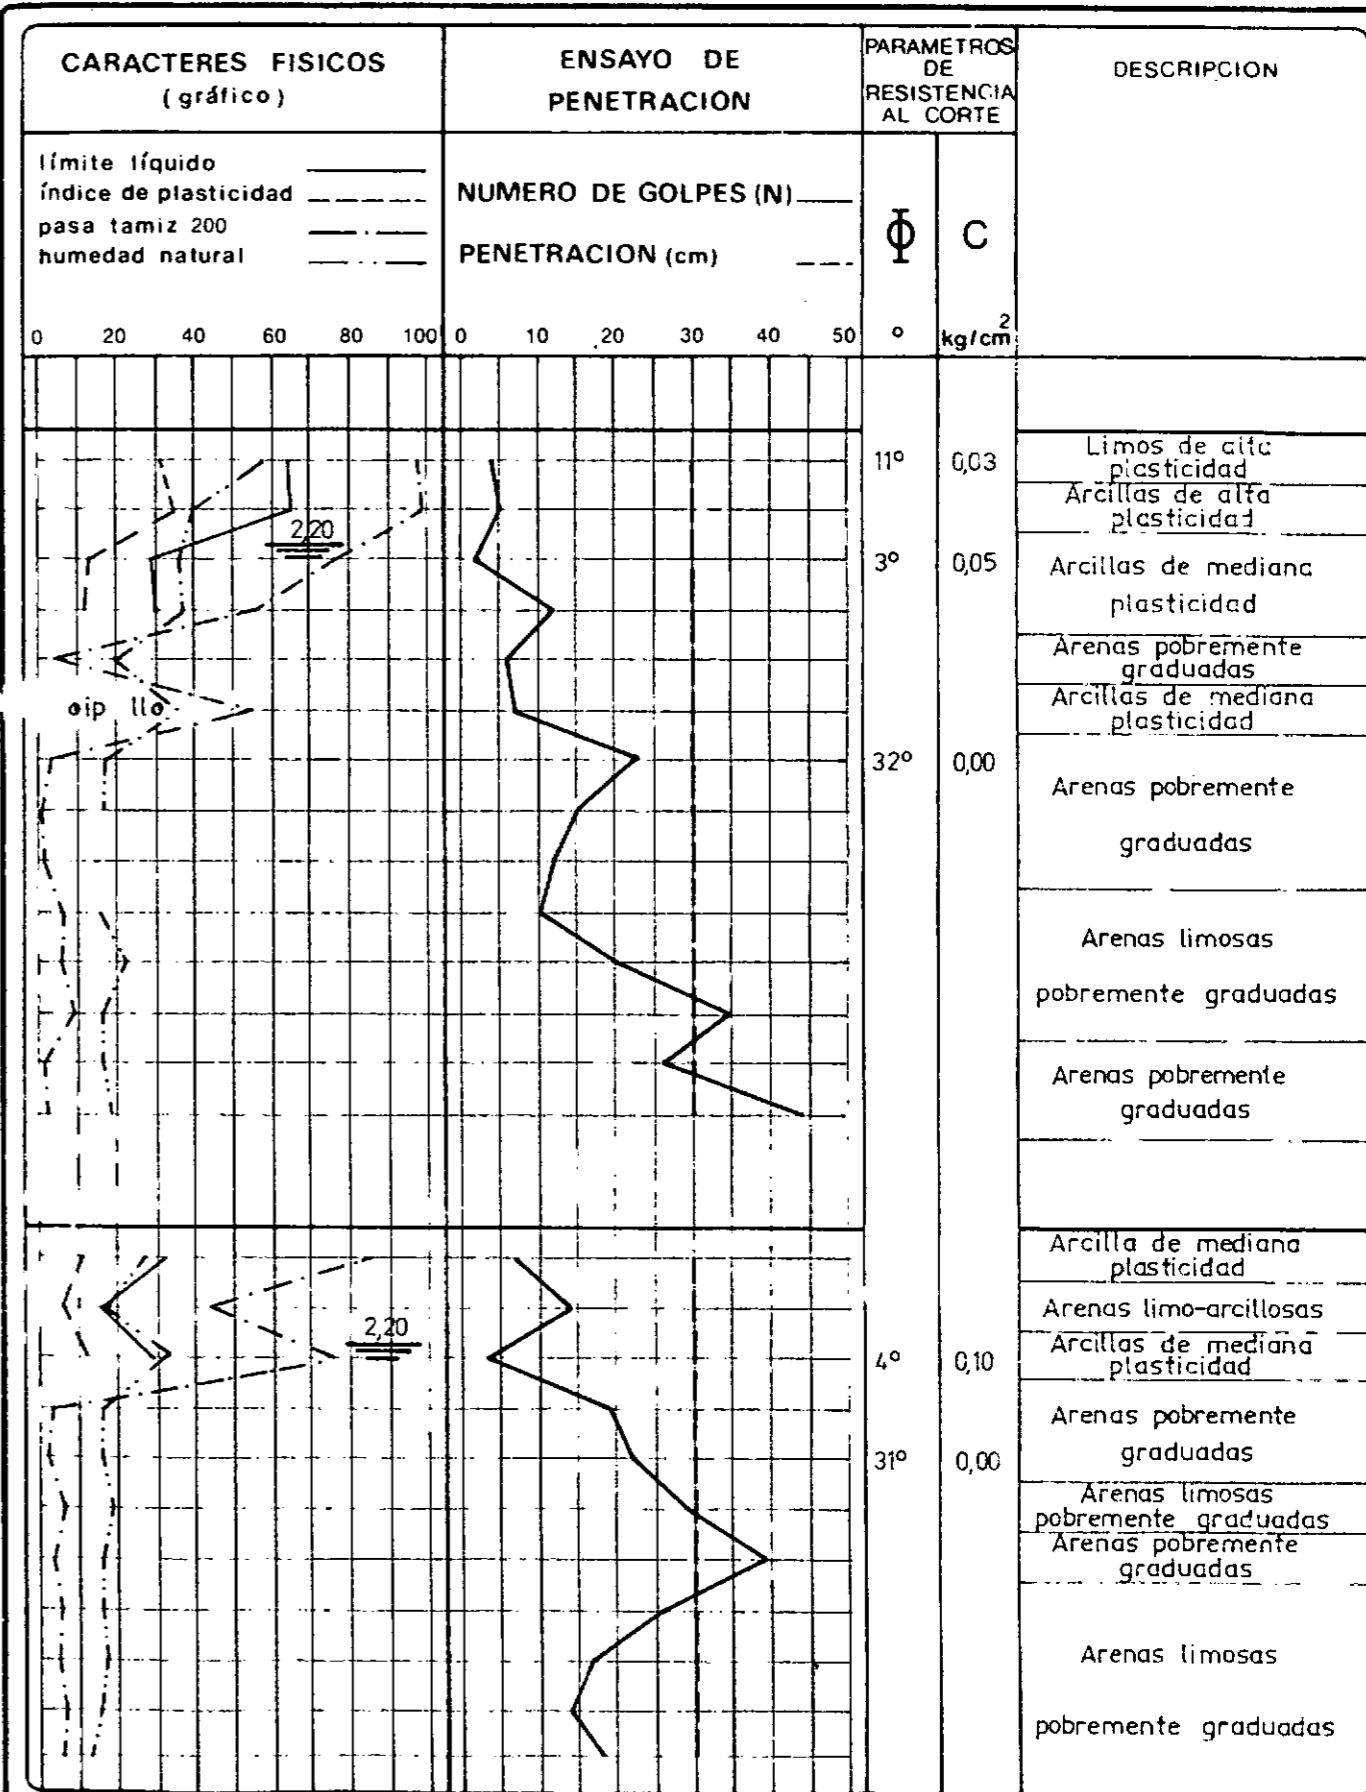 CARACTERES FISICOS
(gráfico)
ENSAYO DE
PENETRACION
PARAMETROS
DE
RESISTENCIA
AL CORTE
DESCRIPCION
límite líquido
índice de plasticidad
pasa tamiz 200
humedad natural
NUMERO DE GOLPES (N)
PENETRACION (cm)
Φ
C
0 20 40 60 80 100
0 10 20 30 40 50
°
kg/cm²
11° 0,03
Limos de alta
plasticidad
Arcillas de alta
plasticidad
2,20
3° 0,05
Arcillas de mediana
plasticidad
Arenas pobremente
graduadas
ip ll
Arcillas de mediana
plasticidad
32° 0,00
Arenas pobremente
graduadas
Arenas limosas
pobremente graduadas
Arenas pobremente
graduadas
Arcilla de mediana
plasticidad
Arenas limo-arcillosas
2,20
4° 0,10
Arcillas de mediana
plasticidad
Arenas pobremente
graduadas
31° 0,00
Arenas limosas
pobremente graduadas
Arenas pobremente
graduadas
Arenas limosas
pobremente graduadas